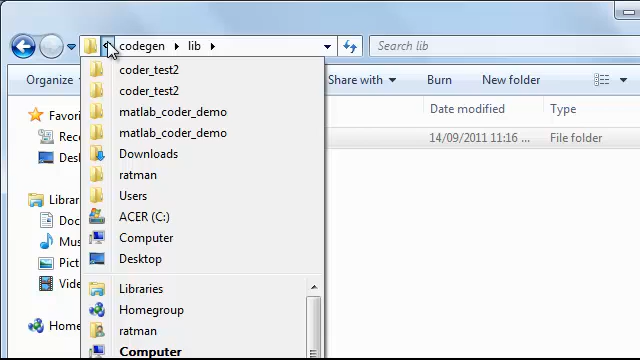 codegen lib Search lib
Organize Share with Burn New folder
coder_test2
coder_test2
matlab_coder_demo
matlab_coder_demo
Downloads
ratman
Users
ACER (C:)
Computer
Desktop
Libraries
Homegroup
ratman
Computer
Favori
Rece
Desk
Librar
Doc
Mus
Pict
Vide
Home
Date modified Type
14/09/2011 11:16 ... File folder